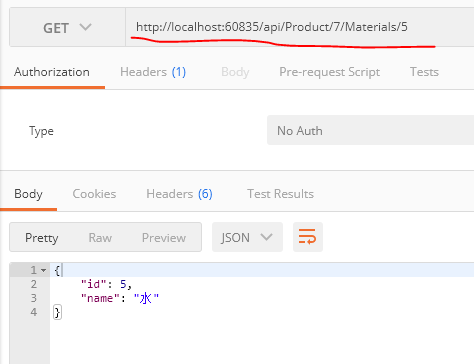 GET http://localhost:60835/api/Product/7/Materials/5
Authorization Headers (1) Body Pre-request Script Tests
Type No Auth
Body Cookies Headers (6) Test Results
Pretty Raw Preview JSON
1 {
2 "id": 5,
3 "name": "水"
4 }